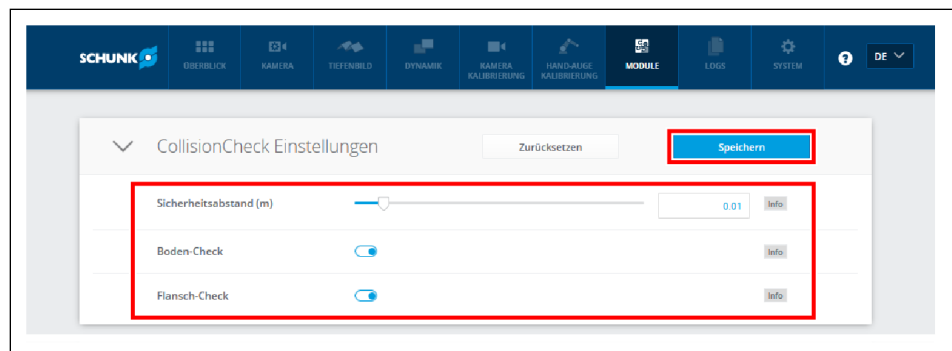 SCHUNK
ÜBERBLICK
KAMERA
TIEFENBILD
DYNAMIK
KAMERA
KALIBRIERUNG
HAND-AUGE
KALIBRIERUNG
MODULE
LOGS
SYSTEM
?
DE
CollisionCheck Einstellungen
Zurücksetzen
Speichern
Sicherheitsabstand (m)
0.01
Info
Boden-Check
Info
Flansch-Check
Info